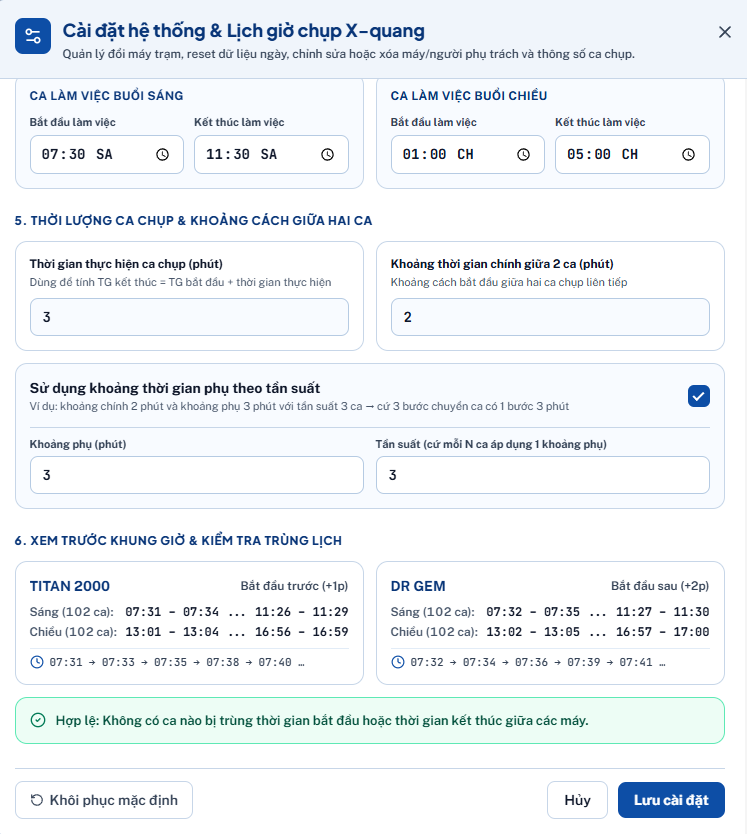 Cài đặt hệ thống & Lịch giờ chụp X-quang
Quản lý đổi máy trạm, reset dữ liệu ngày, chỉnh sửa hoặc xóa máy/người phụ trách và thông số ca chụp.
CA LÀM VIỆC BUỔI SÁNG
Bắt đầu làm việc
Kết thúc làm việc
07:30 SA
11:30 SA
CA LÀM VIỆC BUỔI CHIỀU
Bắt đầu làm việc
Kết thúc làm việc
01:00 CH
05:00 CH
5. THỜI LƯỢNG CA CHỤP & KHOẢNG CÁCH GIỮA HAI CA
Thời gian thực hiện ca chụp (phút)
Dùng để tính TG kết thúc = TG bắt đầu + thời gian thực hiện
3
Khoảng thời gian chính giữa 2 ca (phút)
Khoảng cách bắt đầu giữa hai ca chụp liên tiếp
2
Sử dụng khoảng thời gian phụ theo tần suất
Ví dụ: khoảng chính 2 phút và khoảng phụ 3 phút với tần suất 3 ca → cứ 3 bước chuyển ca có 1 bước 3 phút
Khoảng phụ (phút)
3
Tần suất (cứ mỗi N ca áp dụng 1 khoảng phụ)
3
6. XEM TRƯỚC KHUNG GIỜ & KIỂM TRA TRÙNG LỊCH
TITAN 2000
Bắt đầu trước (+1p)
Sáng (102 ca): 07:31 – 07:34 ... 11:26 – 11:29
Chiều (102 ca): 13:01 – 13:04 ... 16:56 – 16:59
07:31 → 07:33 → 07:35 → 07:38 → 07:40 …
DR GEM
Bắt đầu sau (+2p)
Sáng (102 ca): 07:32 – 07:35 ... 11:27 – 11:30
Chiều (102 ca): 13:02 – 13:05 ... 16:57 – 17:00
07:32 → 07:34 → 07:36 → 07:39 → 07:41 …
Hợp lệ: Không có ca nào bị trùng thời gian bắt đầu hoặc thời gian kết thúc giữa các máy.
Khôi phục mặc định
Hủy
Lưu cài đặt